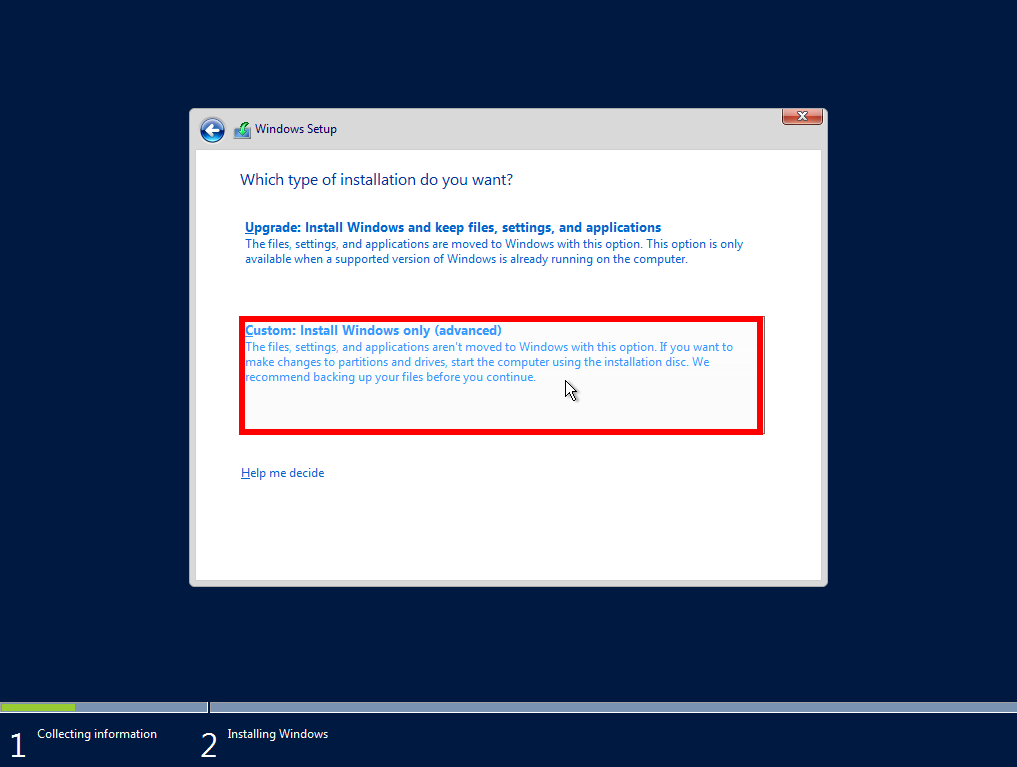 Windows Setup
Which type of installation do you want?
Upgrade: Install Windows and keep files, settings, and applications
The files, settings, and applications are moved to Windows with this option. This option is only
available when a supported version of Windows is already running on the computer.
Custom: Install Windows only (advanced)
The files, settings, and applications aren't moved to Windows with this option. If you want to
make changes to partitions and drives, start the computer using the installation disc. We
recommend backing up your files before you continue.
Help me decide
1 Collecting information
2 Installing Windows